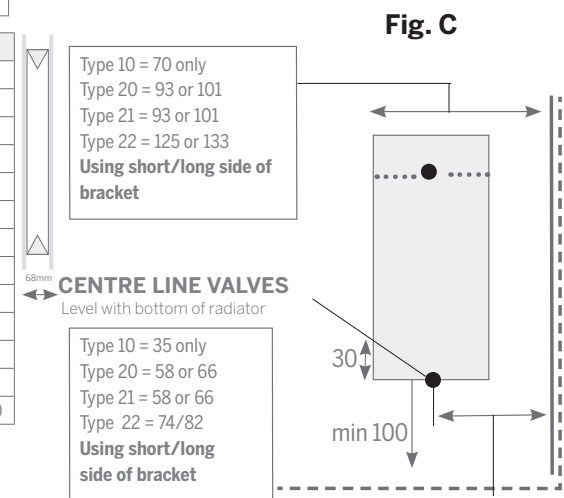 Fig. C
Type 10 = 70 only
Type 20 = 93 or 101
Type 21 = 93 or 101
Type 22 = 125 or 133
Using short/long side of
bracket
68mm
CENTRE LINE VALVES
Level with bottom of radiator
Type 10 = 35 only
Type 20 = 58 or 66
Type 21 = 58 or 66
Type 22 = 74/82
Using short/long
side of bracket
30
min 100